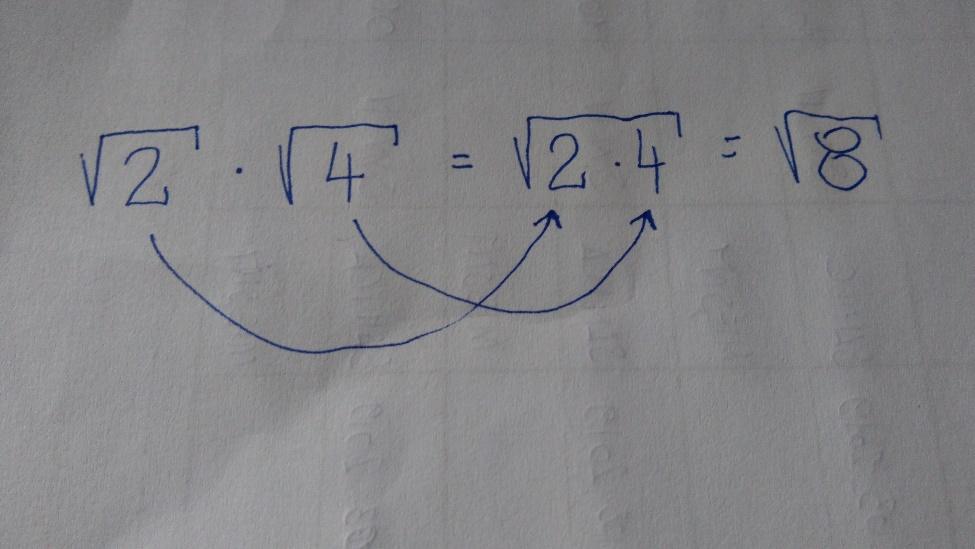 √2 · √4 = √2·4 = √8